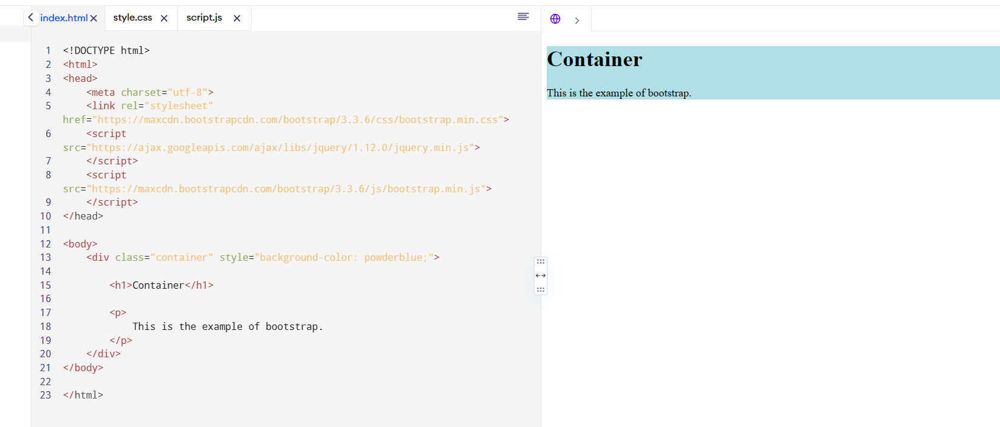 index.html
style.css
script.js
1 <!DOCTYPE html>
2 <html>
3 <head>
4 <meta charset="utf-8">
5 <link rel="stylesheet"
href="https://maxcdn.bootstrapcdn.com/bootstrap/3.3.6/css/bootstrap.min.css">
6 <script
src="https://ajax.googleapis.com/ajax/libs/jquery/1.12.0/jquery.min.js">
7 </script>
8 <script
src="https://maxcdn.bootstrapcdn.com/bootstrap/3.3.6/js/bootstrap.min.js">
9 </script>
10 </head>
11
12 <body>
13 <div class="container" style="background-color: powderblue;">
14
15 <h1>Container</h1>
16
17 <p>
18 This is the example of bootstrap.
19 </p>
20 </div>
21 </body>
22
23 </html>
Container
This is the example of bootstrap.